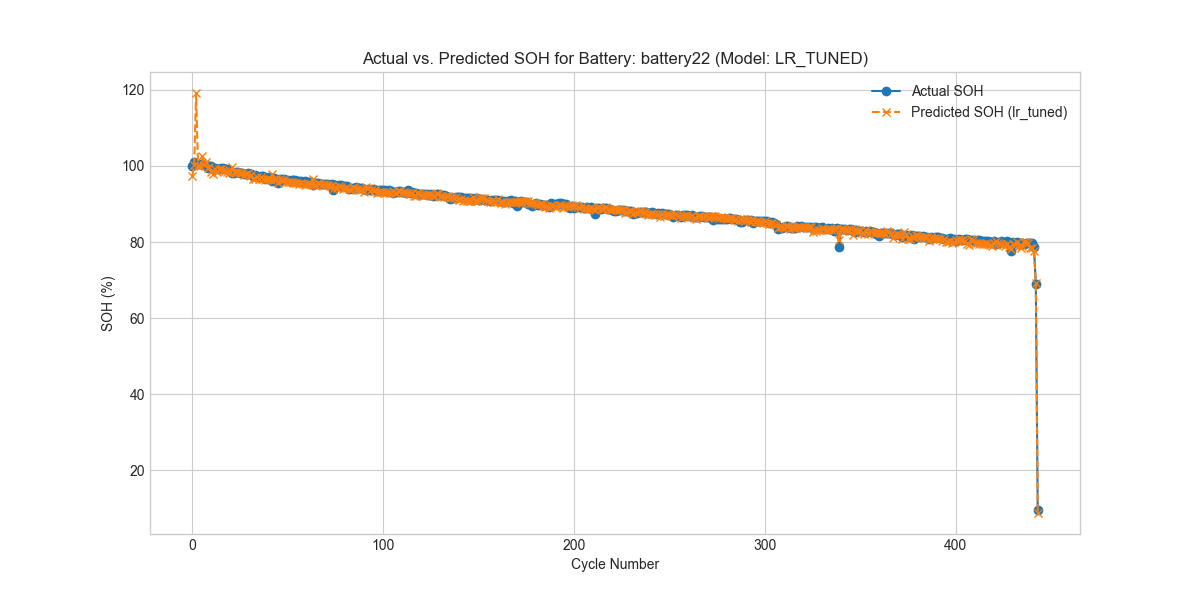 Actual vs. Predicted SOH for Battery: battery22 (Model: LR_TUNED)
Actual SOH
Predicted SOH (lr_tuned)
120
100
80
60
40
20
SOH (%)
0
100
200
300
400
Cycle Number